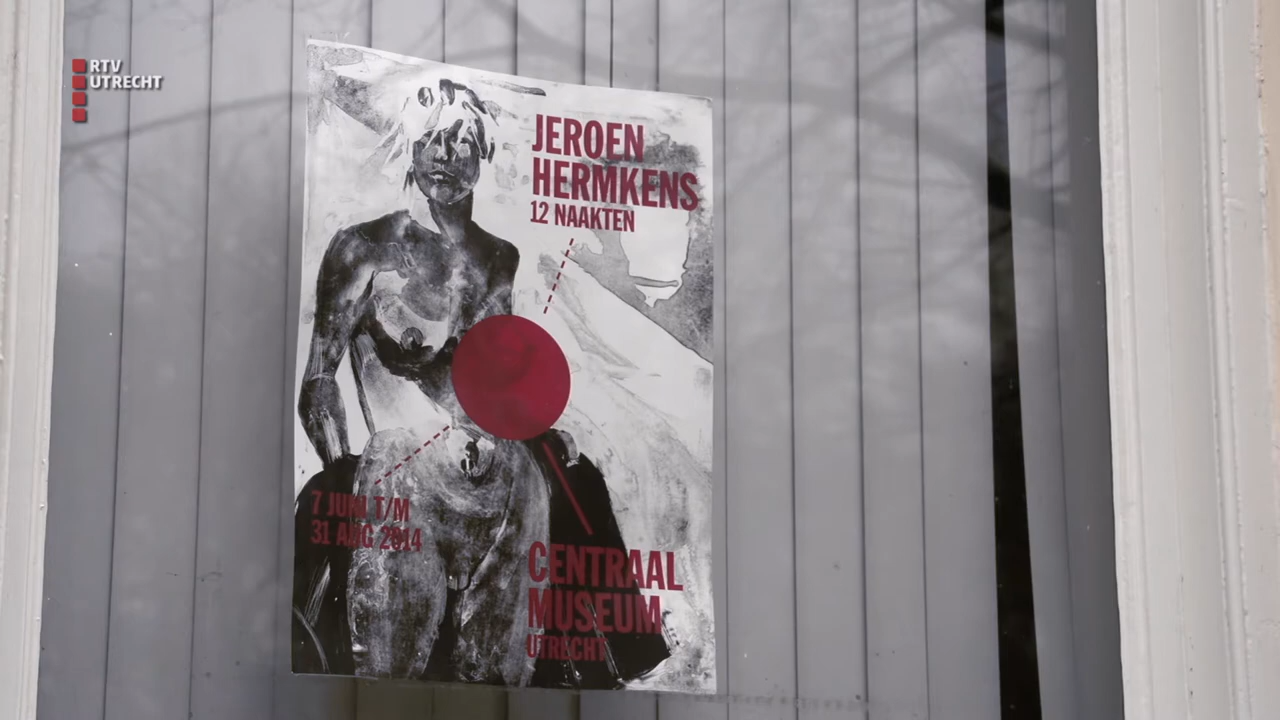 RTV
UTRECHT
JEROEN
HERMKENS
12 NAAKTEN
7 JUNI T/M
31 AUG 2014
CENTRAAL
MUSEUM
UTRECHT